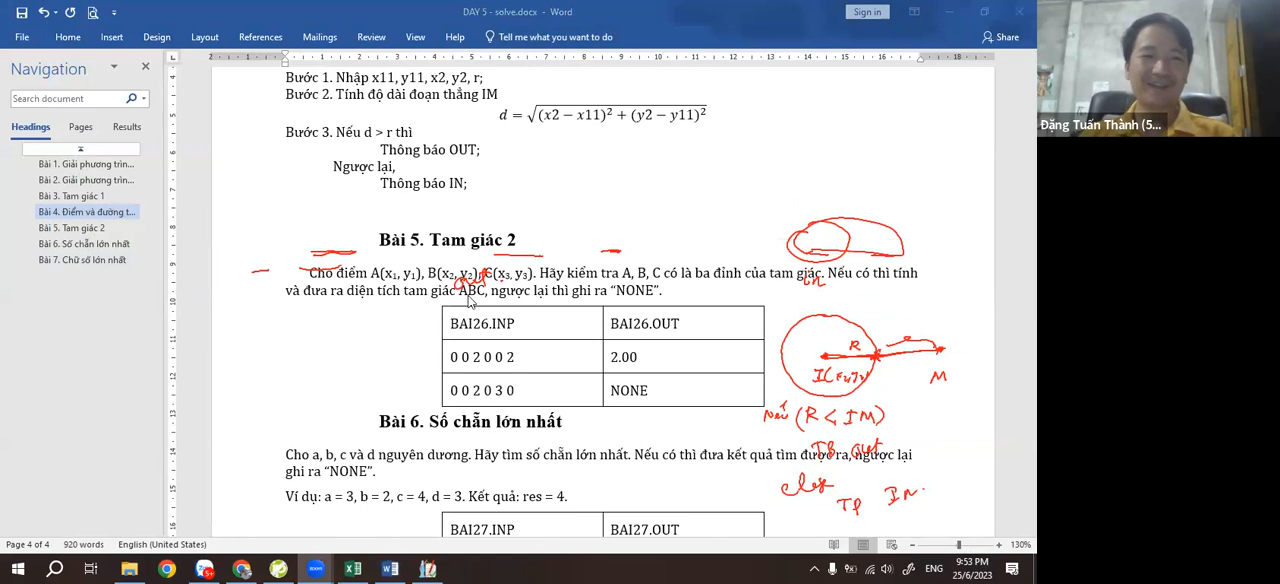 DAY 5 - solve.docx - Word
Sign in
File Home Insert Design Layout References Mailings Review View Help Tell me what you want to do Share
Navigation
Search document
Headings Pages Results
Bài 1. Giải phương trìn...
Bài 2. Giải phương trìn...
Bài 3. Tam giác 1
Bài 4. Điểm và đường t...
Bài 5. Tam giác 2
Bài 6. Số chẵn lớn nhất
Bài 7. Chữ số lớn nhất
Bước 1. Nhập x11, y11, x2, y2, r;
Bước 2. Tính độ dài đoạn thẳng IM
d = √(x2 − x11)² + (y2 − y11)²
Bước 3. Nếu d > r thì
Thông báo OUT;
Ngược lại,
Thông báo IN;
Bài 5. Tam giác 2
Cho điểm A(x₁, y₁), B(x₂, y₂), C(x₃, y₃). Hãy kiểm tra A, B, C có là ba đỉnh của tam giác. Nếu có thì tính
và đưa ra diện tích tam giác ABC, ngược lại thì ghi ra “NONE”.
out
in
BAI26.INP BAI26.OUT
0 0 2 0 0 2 2.00
0 0 2 0 3 0 NONE
R
M
Nếu (R < IM)
TB out
else
IN
Bài 6. Số chẵn lớn nhất
Cho a, b, c và d nguyên dương. Hãy tìm số chẵn lớn nhất. Nếu có thì đưa kết quả tìm được ra, ngược lại
ghi ra “NONE”.
Ví dụ: a = 3, b = 2, c = 4, d = 3. Kết quả: res = 4.
BAI27.INP BAI27.OUT
Page 4 of 4 920 words English (United States) 130%
Đặng Tuấn Thành (5...
ENG
9:53 PM
25/6/2023